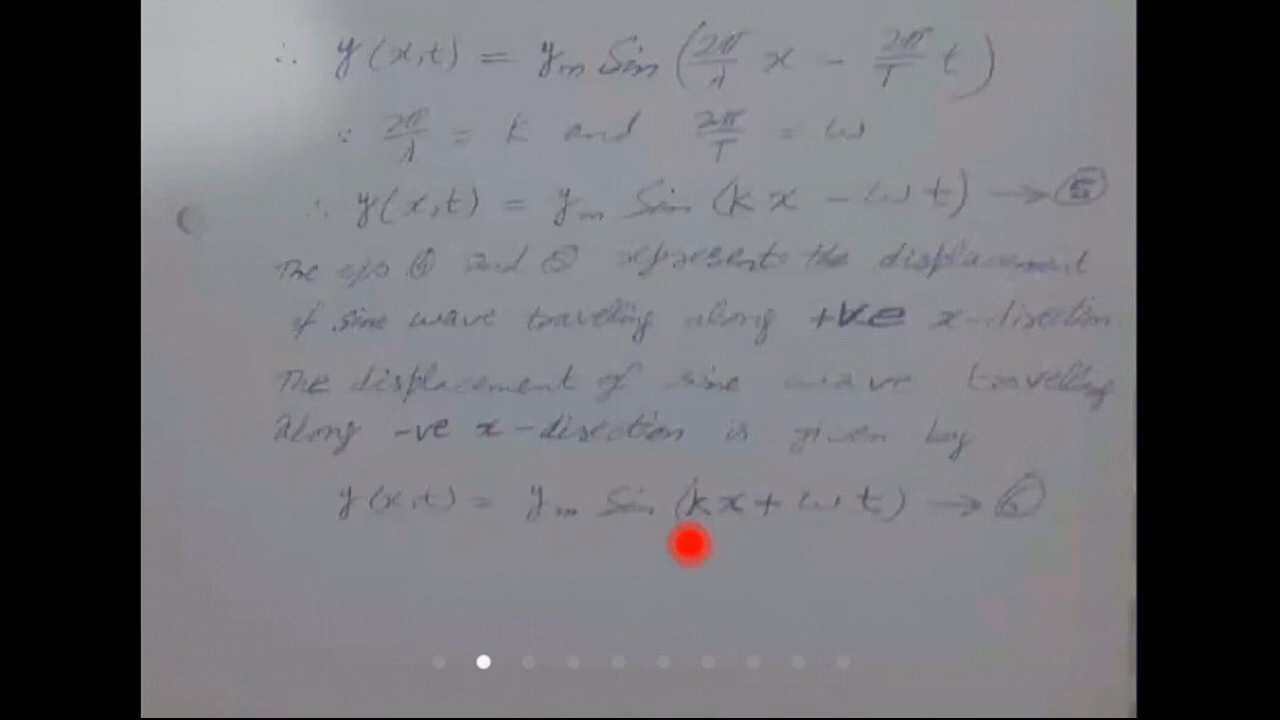 ∴ y(x,t) = ym Sin (2π/λ x - 2π/T t)
∵ 2π/λ = k and 2π/T = ω
∴ y(x,t) = ym Sin (kx - ωt) → ⑤
The eqs ④ and ⑤ represents the displacement
of sine wave travelling along +ve x-direction
The displacement of sine wave travelling
along -ve x-direction is given by
y(x,t) = ym Sin (kx + ωt) → ⑥